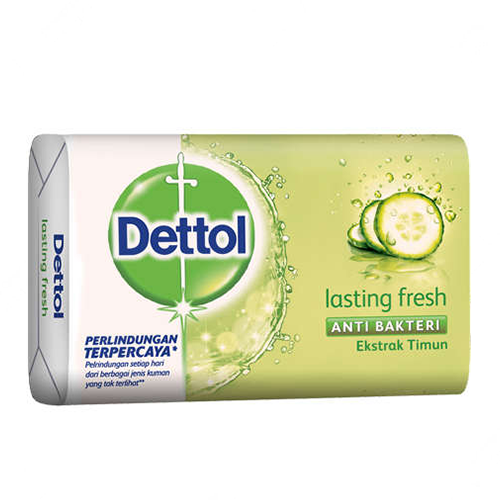 Dettol
lasting fresh
Dettol
PERLINDUNGAN
TERPERCAYA*
Pelrindungan setiap hari
dari berbagai jenis kuman
yang tak terlihat**
lasting fresh
ANTI BAKTERI
Ekstrak Timun